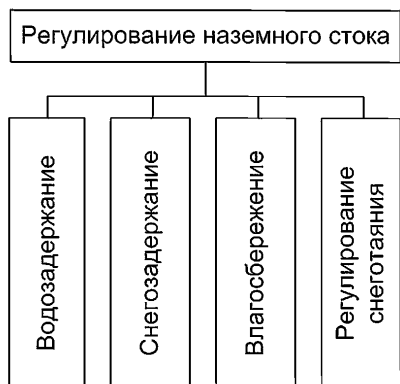 Регулирование наземного стока
Водозадержание
Снегозадержание
Влагосбережение
Регулирование
снеготаяния